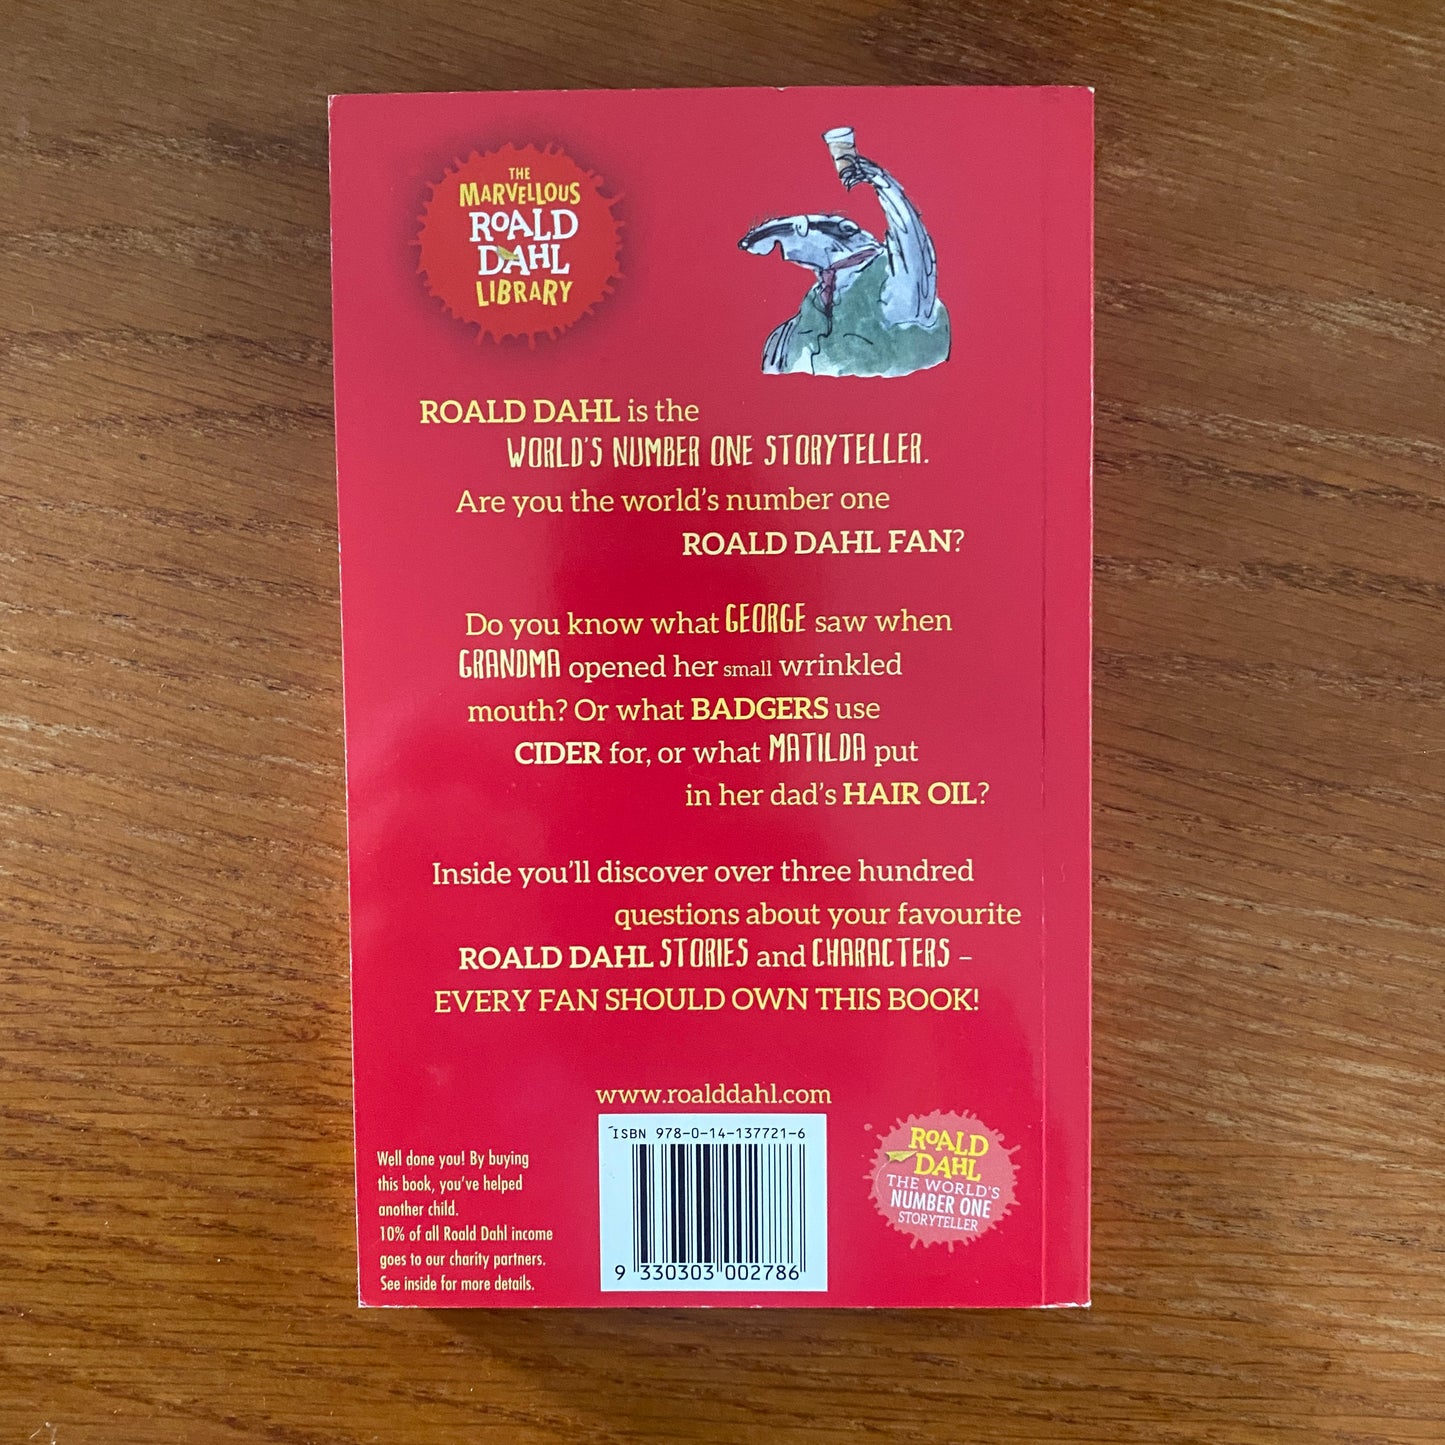 THE
MARVELLOUS
ROALD
DAHL
LIBRARY
ROALD DAHL is the
WORLD'S NUMBER ONE STORYTELLER.
Are you the world's number one
ROALD DAHL FAN?
Do you know what GEORGE saw when
GRANDMA opened her small wrinkled
mouth? Or what BADGERS use
CIDER for, or what MATILDA put
in her dad's HAIR OIL?
Inside you'll discover over three hundred
questions about your favourite
ROALD DAHL STORIES and CHARACTERS –
EVERY FAN SHOULD OWN THIS BOOK!
www.roalddahl.com
Well done you! By buying
this book, you've helped
another child.
10% of all Roald Dahl income
goes to our charity partners.
See inside for more details.
ISBN 978-0-14-137721-6
9 330303 002786
ROALD
DAHL
THE WORLD'S
NUMBER ONE
STORYTELLER